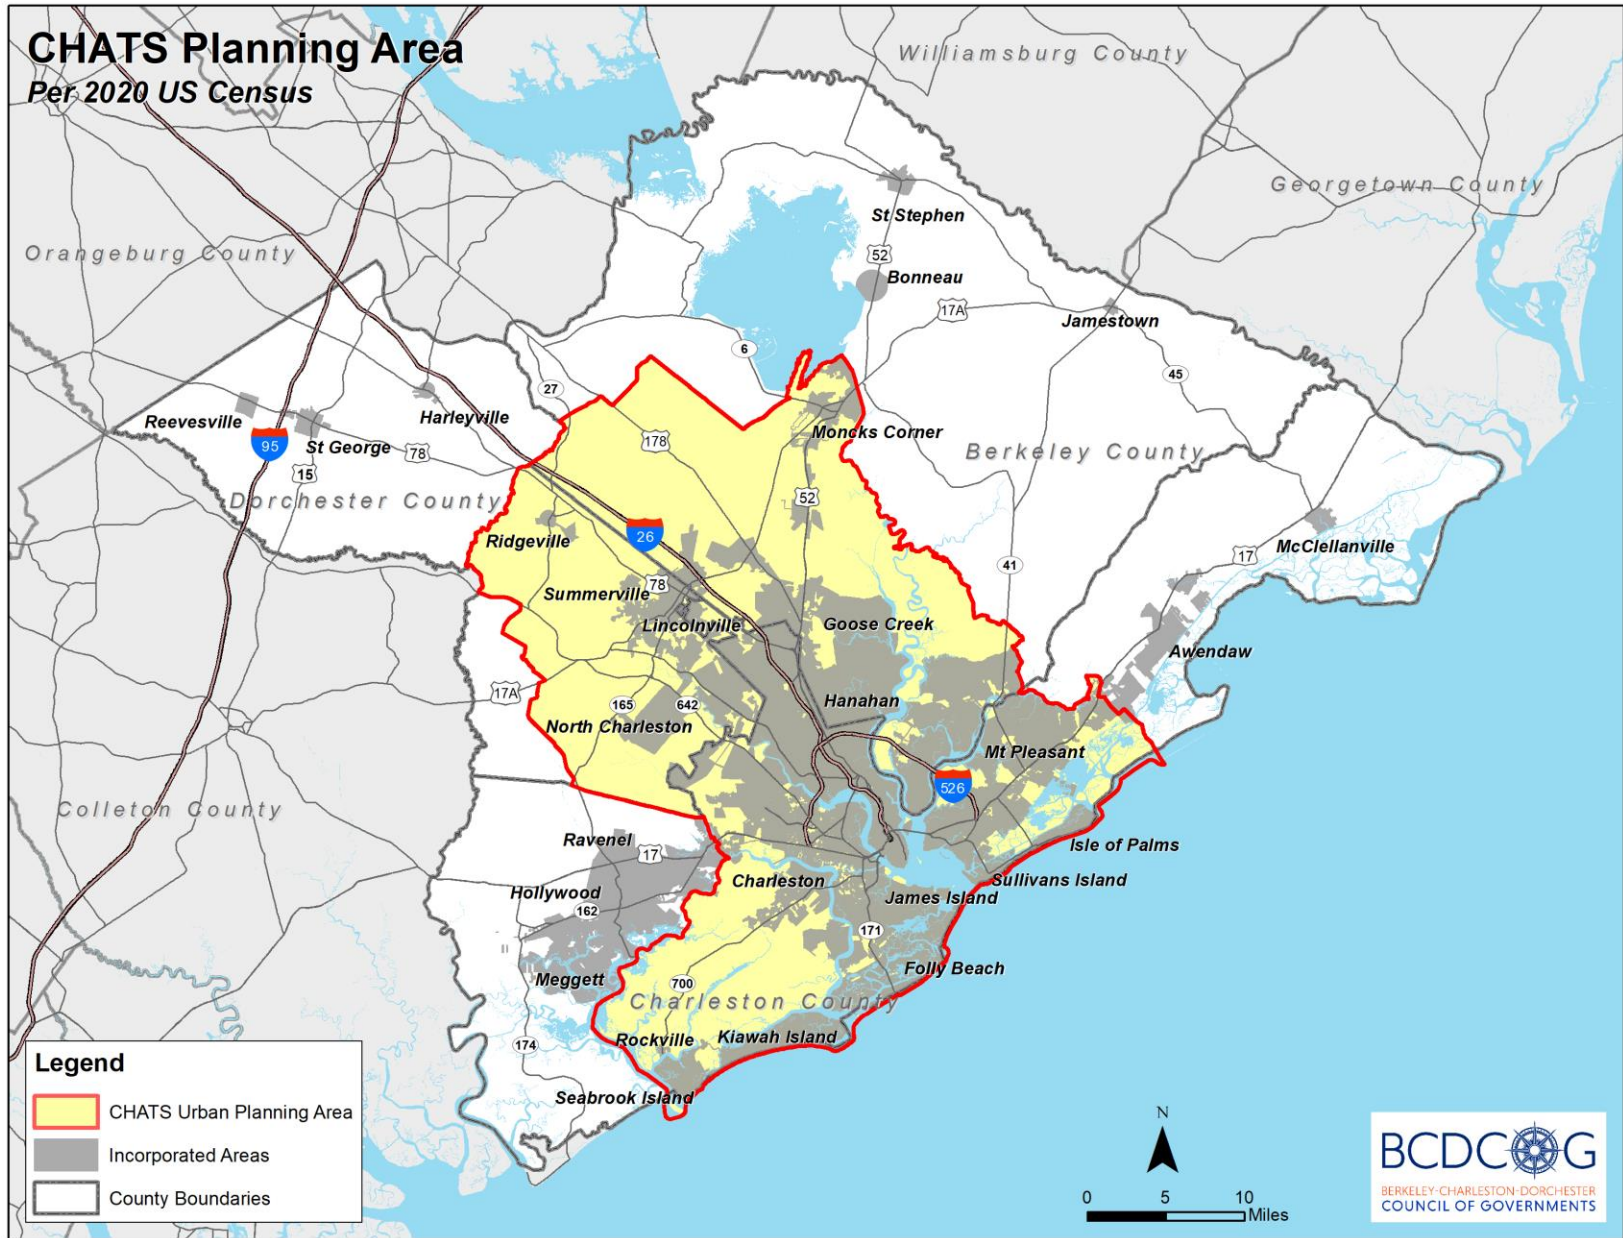 CHATS Planning Area
Per 2020 US Census
Williamsburg County
Georgetown County
St Stephen
Orangeburg County
52
Bonneau
17A
Jamestown
6
45
27
Harleyville
Reevesville
St George
95
78
15
178
Moncks Corner
Berkeley County
Dorchester County
52
Ridgeville
26
McClellanville
17
41
Summerville
78
Lincolnville
Goose Creek
Awendaw
17A
165
642
Hanahan
North Charleston
Mt Pleasant
526
Colleton County
Ravenel
17
Isle of Palms
Charleston
Sullivans Island
Hollywood
162
James Island
171
Meggett
700
Folly Beach
Charleston County
Rockville
Kiawah Island
174
Seabrook Island
Legend
CHATS Urban Planning Area
Incorporated Areas
County Boundaries
N
0 5 10
Miles
BCDCOG
BERKELEY-CHARLESTON-DORCHESTER
COUNCIL OF GOVERNMENTS